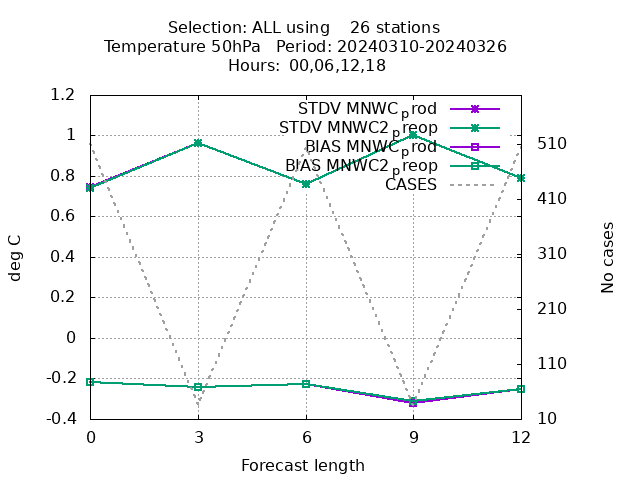 Selection: ALL using 26 stations
Temperature 50hPa Period: 20240310-20240326
Hours: 00,06,12,18
STDV MNWC_prod
STDV MNWC2_preop
BIAS MNWC_prod
BIAS MNWC2_preop
CASES
1.2
1
0.8
0.6
0.4
0.2
0
-0.2
-0.4
deg C
510
410
310
210
110
10
No cases
0 3 6 9 12
Forecast length